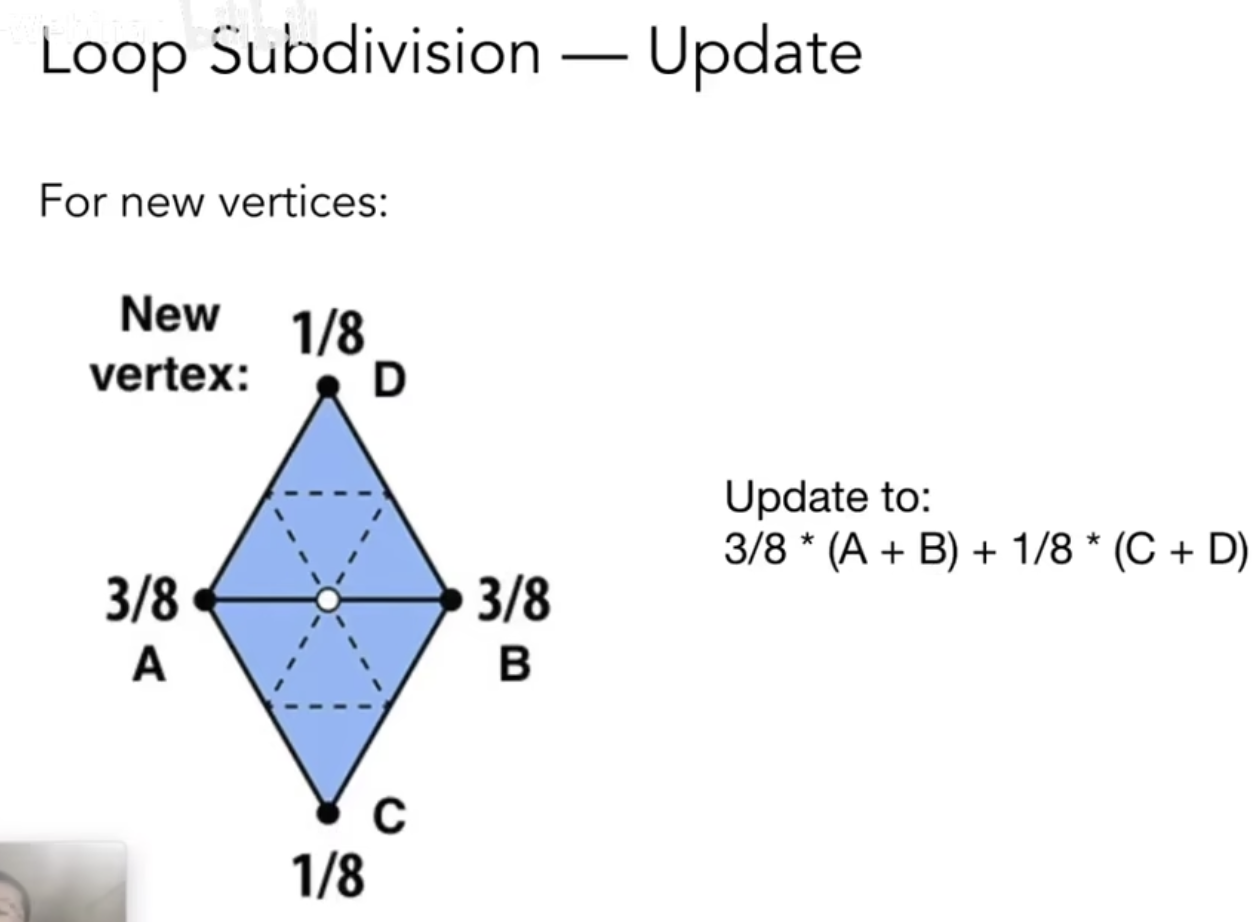 Loop Subdivision — Update
For new vertices:
New
vertex:
1/8
D
3/8
A
3/8
B
C
1/8
Update to:
3/8 * (A + B) + 1/8 * (C + D)